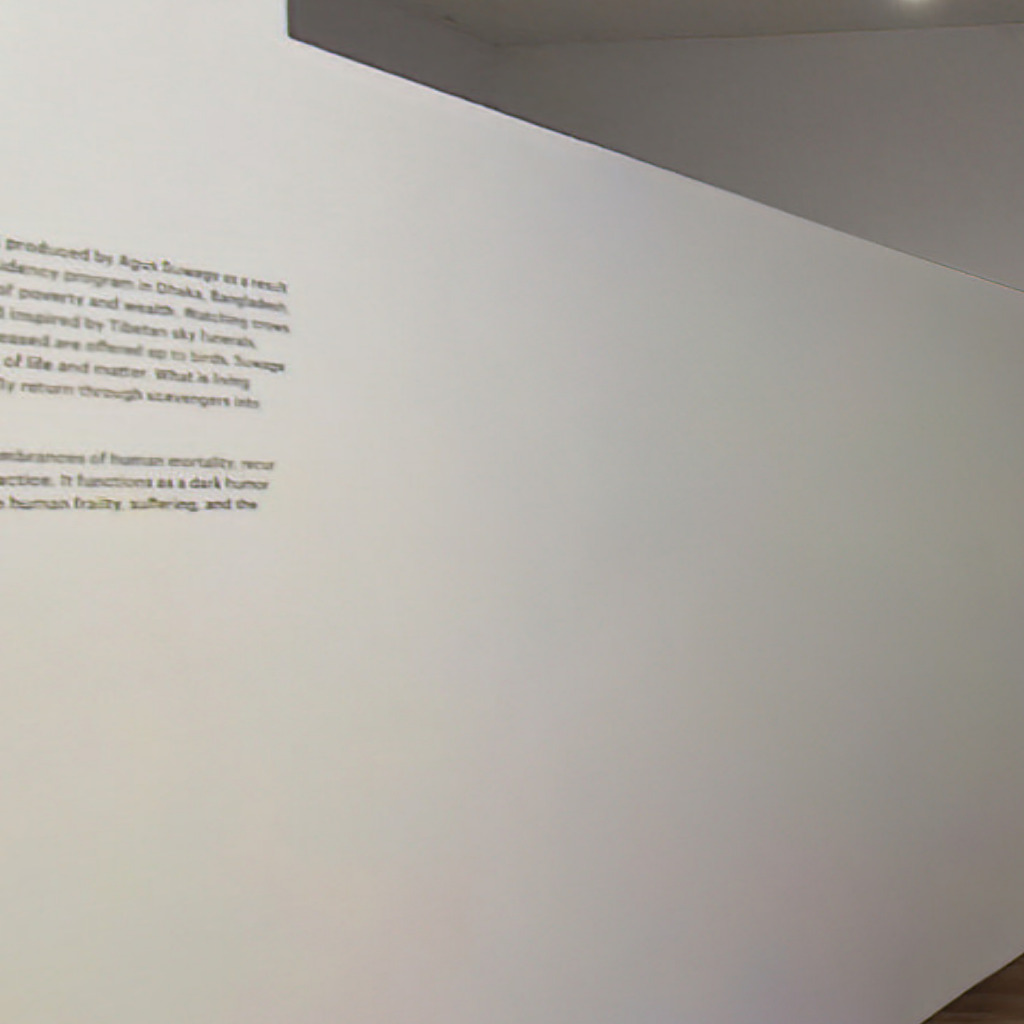 produced by Agus Suwage as a result
idency program in Dhaka, Bangladesh,
of poverty and wealth. Watching crows
inspired by Tibetan sky funerals,
eased are offered up to birds, Suwage
of life and matter. What is living
ly return through scavengers into
mbrances of human mortality, recur
actice. It functions as a dark humor
human frailty, suffering, and the